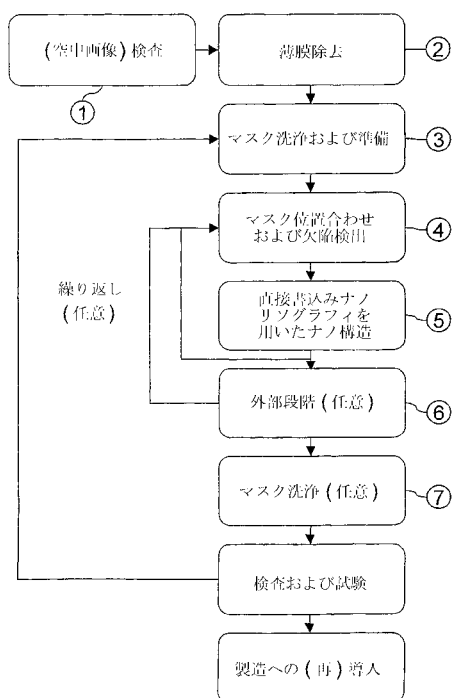 (空中画像) 検査
①
薄膜除去
②
マスク洗浄および準備
③
マスク位置合わせ
および欠陥検出
④
繰り返し
(任意)
直接書込みナノ
リソグラフィを
用いたナノ構造
⑤
外部段階 (任意)
⑥
マスク洗浄 (任意)
⑦
検査および試験
製造への (再) 導入